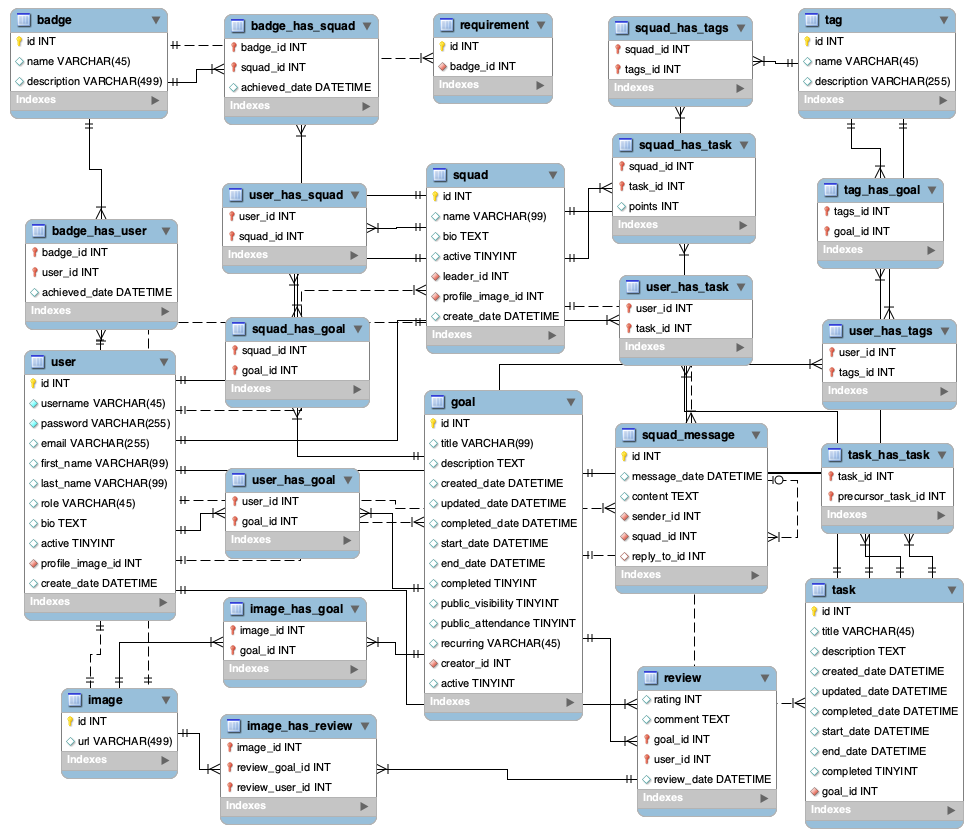 badge
id INT
name VARCHAR(45)
description VARCHAR(499)
Indexes
badge_has_squad
badge_id INT
squad_id INT
achieved_date DATETIME
Indexes
requirement
id INT
badge_id INT
Indexes
squad_has_tags
squad_id INT
tags_id INT
Indexes
tag
id INT
name VARCHAR(45)
description VARCHAR(255)
Indexes
badge_has_user
badge_id INT
user_id INT
achieved_date DATETIME
Indexes
user_has_squad
user_id INT
squad_id INT
Indexes
squad
id INT
name VARCHAR(99)
bio TEXT
active TINYINT
leader_id INT
profile_image_id INT
create_date DATETIME
Indexes
squad_has_task
squad_id INT
task_id INT
points INT
Indexes
tag_has_goal
tags_id INT
goal_id INT
Indexes
squad_has_goal
squad_id INT
goal_id INT
Indexes
user_has_task
user_id INT
task_id INT
Indexes
user_has_tags
user_id INT
tags_id INT
Indexes
user
id INT
username VARCHAR(45)
password VARCHAR(255)
email VARCHAR(255)
first_name VARCHAR(99)
last_name VARCHAR(99)
role VARCHAR(45)
bio TEXT
active TINYINT
profile_image_id INT
create_date DATETIME
Indexes
user_has_goal
user_id INT
goal_id INT
Indexes
goal
id INT
title VARCHAR(99)
description TEXT
created_date DATETIME
updated_date DATETIME
completed_date DATETIME
start_date DATETIME
end_date DATETIME
completed TINYINT
public_visibility TINYINT
public_attendance TINYINT
recurring VARCHAR(45)
creator_id INT
active TINYINT
Indexes
squad_message
id INT
message_date DATETIME
content TEXT
sender_id INT
squad_id INT
reply_to_id INT
Indexes
task_has_task
task_id INT
precursor_task_id INT
Indexes
image_has_goal
image_id INT
goal_id INT
Indexes
task
id INT
title VARCHAR(45)
description TEXT
created_date DATETIME
updated_date DATETIME
completed_date DATETIME
start_date DATETIME
end_date DATETIME
completed TINYINT
goal_id INT
Indexes
image
id INT
url VARCHAR(499)
Indexes
image_has_review
image_id INT
review_goal_id INT
review_user_id INT
Indexes
review
rating INT
comment TEXT
goal_id INT
user_id INT
review_date DATETIME
Indexes